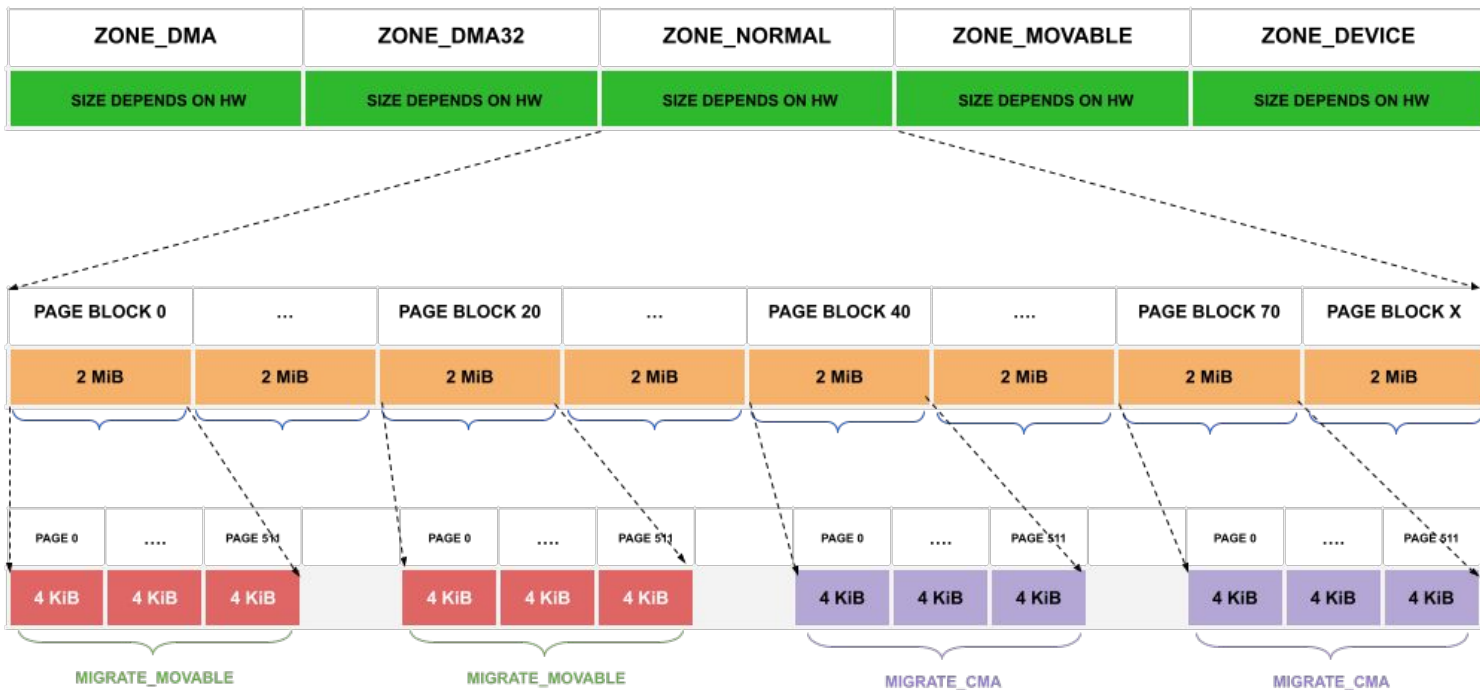 ZONE_DMA ZONE_DMA32 ZONE_NORMAL ZONE_MOVABLE ZONE_DEVICE
SIZE DEPENDS ON HW SIZE DEPENDS ON HW SIZE DEPENDS ON HW SIZE DEPENDS ON HW SIZE DEPENDS ON HW
PAGE BLOCK 0 ... PAGE BLOCK 20 ... PAGE BLOCK 40 .... PAGE BLOCK 70 PAGE BLOCK X
2 MiB 2 MiB 2 MiB 2 MiB 2 MiB 2 MiB 2 MiB 2 MiB
PAGE 0 .... PAGE 511 PAGE 0 .... PAGE 511 PAGE 0 .... PAGE 511 PAGE 0 .... PAGE 511
4 KiB 4 KiB 4 KiB 4 KiB 4 KiB 4 KiB 4 KiB 4 KiB 4 KiB 4 KiB 4 KiB 4 KiB
MIGRATE_MOVABLE MIGRATE_MOVABLE MIGRATE_CMA MIGRATE_CMA